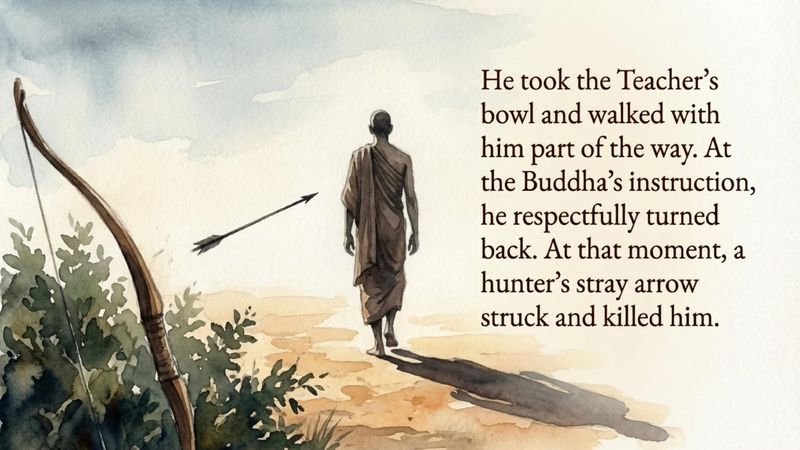 He took the Teacher’s
bowl and walked with
him part of the way. At
the Buddha’s instruction,
he respectfully turned
back. At that moment, a
hunter’s stray arrow
struck and killed him.